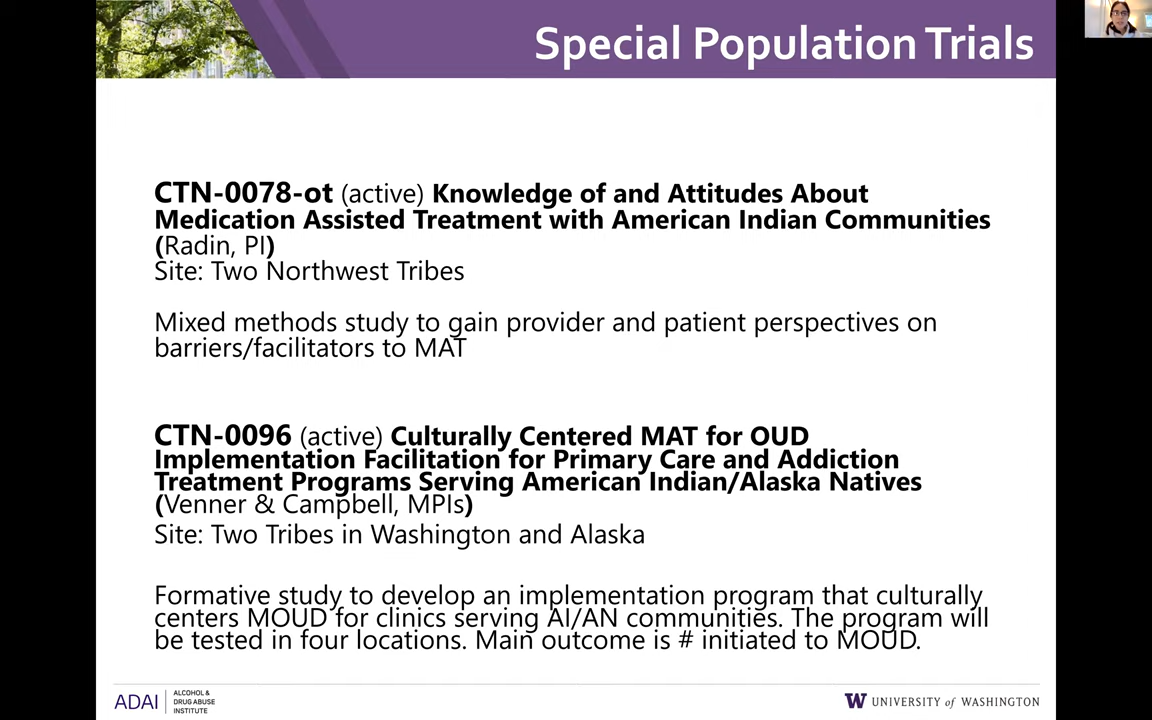 Special Population Trials
CTN-0078-ot (active) Knowledge of and Attitudes About
Medication Assisted Treatment with American Indian Communities
(Radin, PI)
Site: Two Northwest Tribes
Mixed methods study to gain provider and patient perspectives on
barriers/facilitators to MAT
CTN-0096 (active) Culturally Centered MAT for OUD
Implementation Facilitation for Primary Care and Addiction
Treatment Programs Serving American Indian/Alaska Natives
(Venner & Campbell, MPIs)
Site: Two Tribes in Washington and Alaska
Formative study to develop an implementation program that culturally
centers MOUD for clinics serving AI/AN communities. The program will
be tested in four locations. Main outcome is # initiated to MOUD.
ADAI
ALCOHOL &
DRUG ABUSE
INSTITUTE
W UNIVERSITY of WASHINGTON